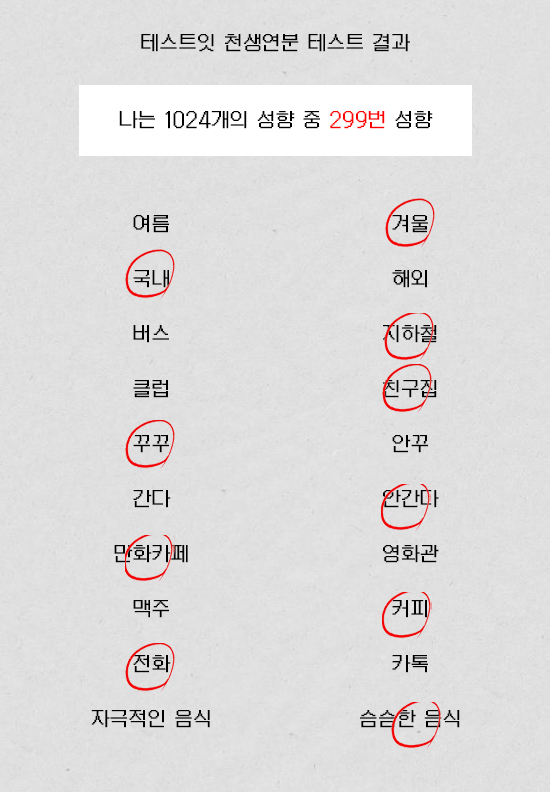 테스트잇 천생연분 테스트 결과
나는 1024개의 성향 중 299번 성향
여름 겨울
국내 해외
버스 지하철
클럽 친구집
꾸꾸 안꾸
간다 안간다
만화카페 영화관
맥주 커피
전화 카톡
자극적인 음식 슴슴한 음식